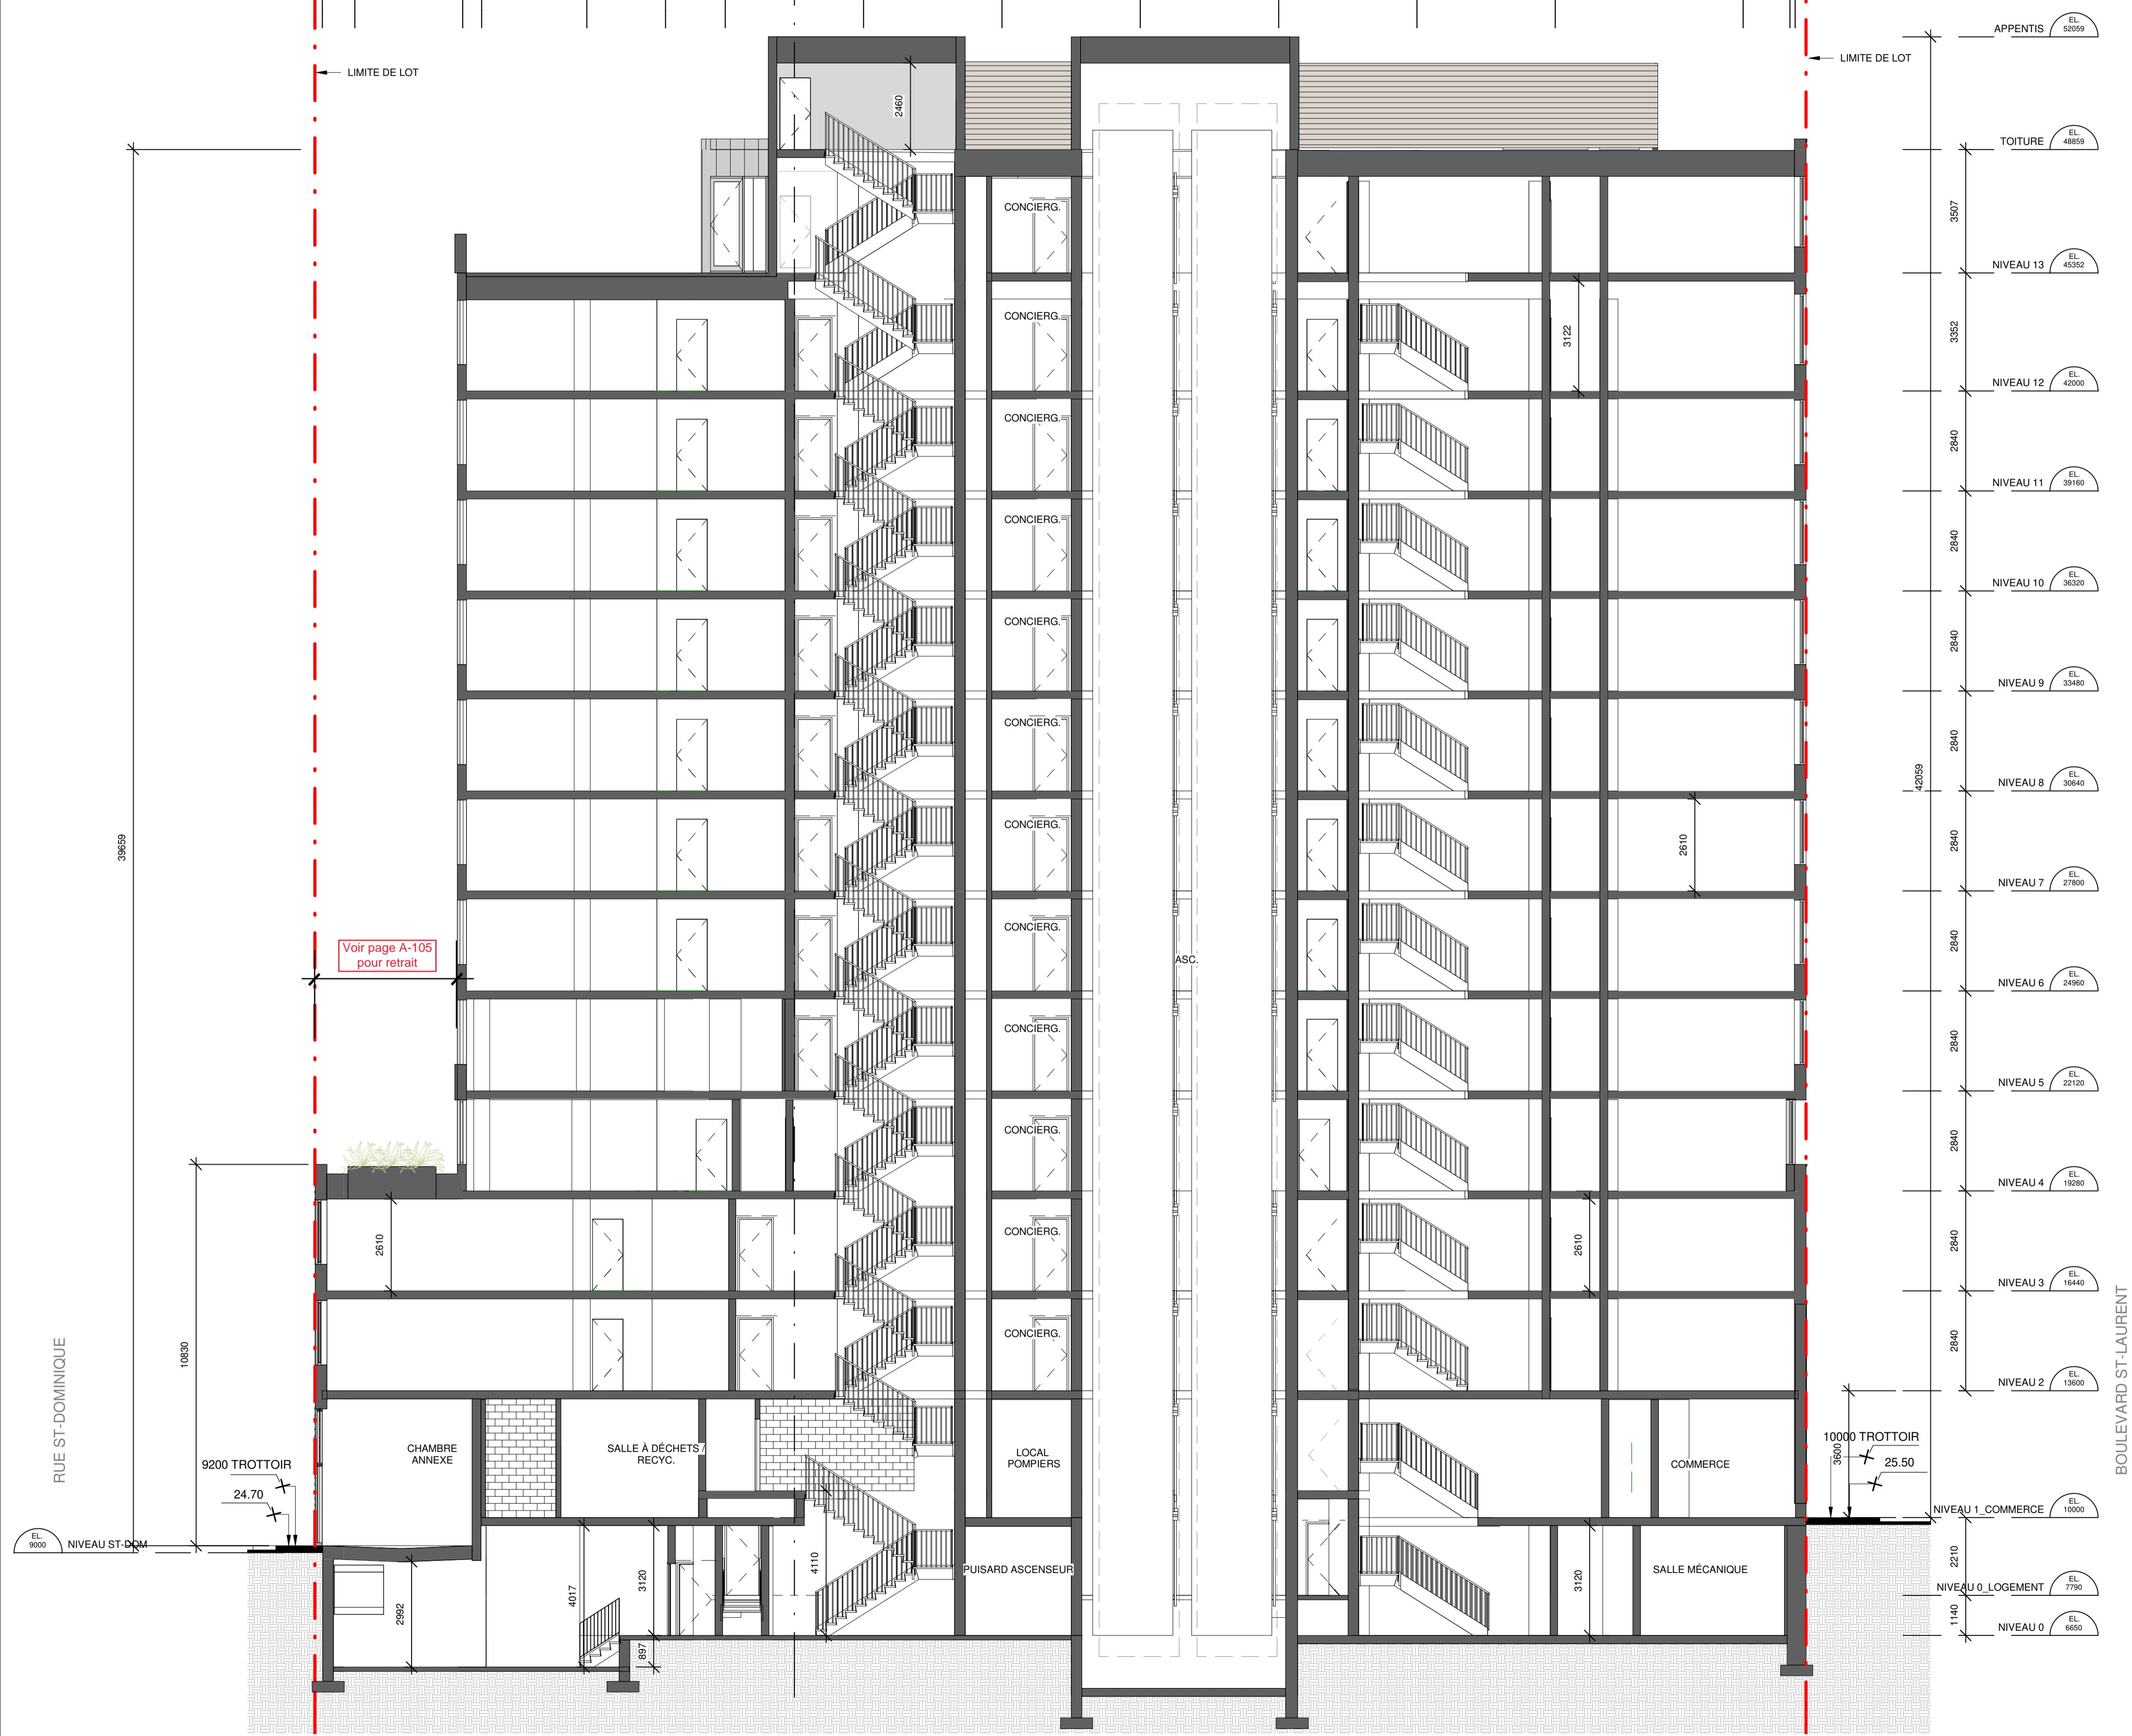 APPENTIS
EL.
52059
LIMITE DE LOT
LIMITE DE LOT
2460
TOITURE
EL.
48859
CONCIERG.
3507
NIVEAU 13
EL.
45352
CONCIERG.
3122
3352
NIVEAU 12
EL.
42000
CONCIERG.
2840
NIVEAU 11
EL.
39160
CONCIERG.
2840
NIVEAU 10
EL.
36320
CONCIERG.
2840
NIVEAU 9
EL.
33480
CONCIERG.
2840
NIVEAU 8
EL.
30640
42059
39659
CONCIERG.
2610
2840
NIVEAU 7
EL.
27800
CONCIERG.
2840
Voir page A-105
pour retrait
ASC.
NIVEAU 6
EL.
24960
CONCIERG.
2840
NIVEAU 5
EL.
22120
CONCIERG.
2840
NIVEAU 4
EL.
19280
2610
CONCIERG.
2610
2840
NIVEAU 3
EL.
16440
10830
CONCIERG.
2840
NIVEAU 2
EL.
13600
RUE ST-DOMINIQUE
BOULEVARD ST-LAURENT
9200 TROTTOIR
24.70
CHAMBRE
ANNEXE
SALLE À DÉCHETS /
RECYC.
LOCAL
POMPIERS
COMMERCE
3600
10000 TROTTOIR
25.50
NIVEAU 1_COMMERCE
EL.
10000
EL.
9000
NIVEAU ST-DOM
2992
4017
3120
897
4110
PUISARD ASCENSEUR
3120
SALLE MÉCANIQUE
2210
NIVEAU 0_LOGEMENT
EL.
7790
1140
NIVEAU 0
EL.
6650